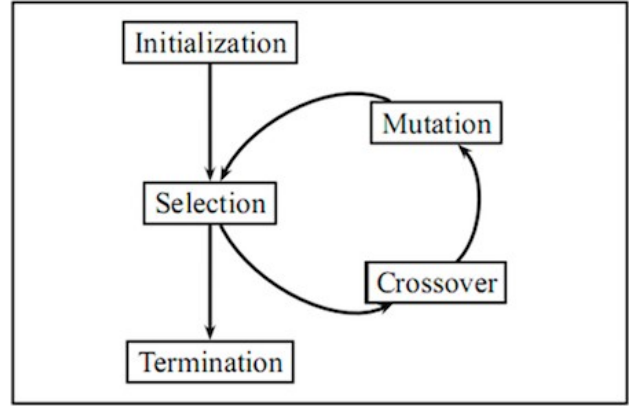 Initialization
Mutation
Selection
Crossover
Termination